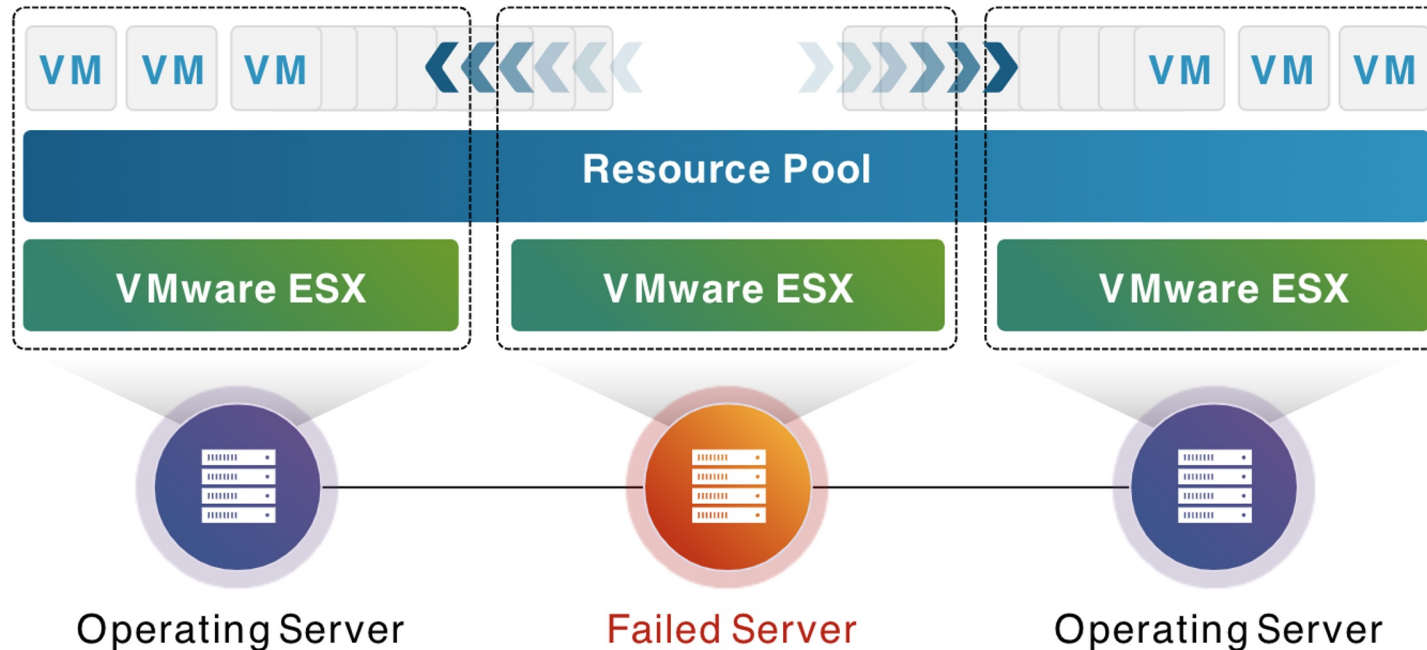 VM VM VM VM VM VM
Resource Pool
VMware ESX VMware ESX VMware ESX
Operating Server Failed Server Operating Server